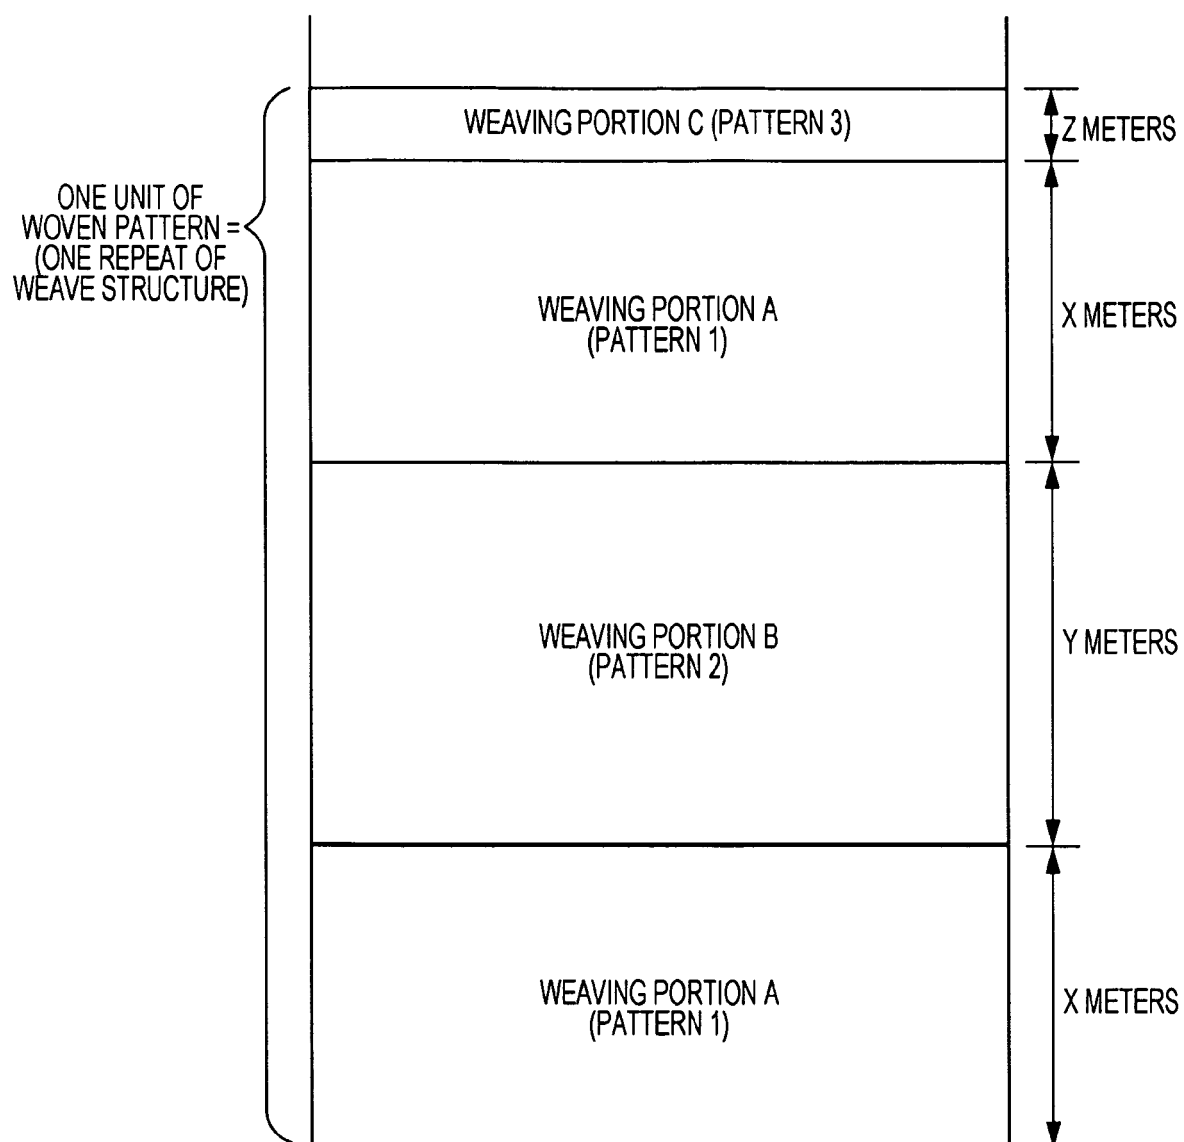 WEAVING PORTION C (PATTERN 3)
Z METERS
ONE UNIT OF
WOVEN PATTERN =
(ONE REPEAT OF
WEAVE STRUCTURE)
WEAVING PORTION A
(PATTERN 1)
X METERS
WEAVING PORTION B
(PATTERN 2)
Y METERS
WEAVING PORTION A
(PATTERN 1)
X METERS